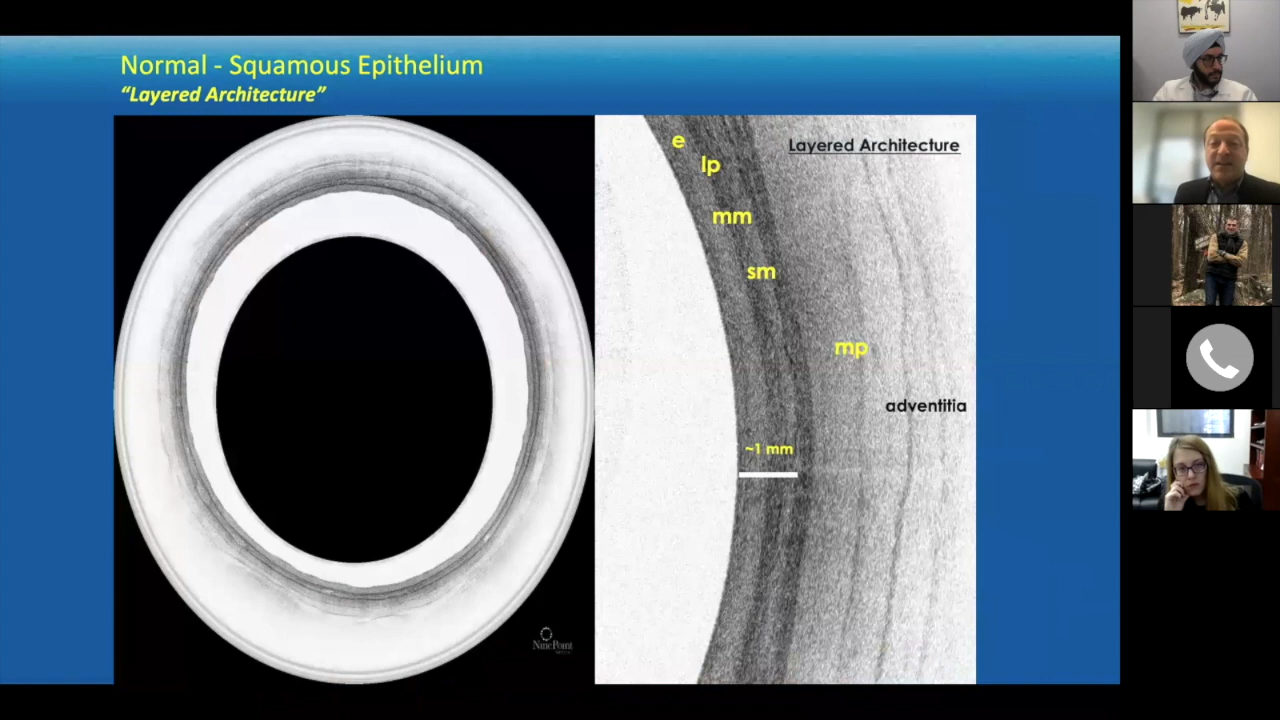 Normal - Squamous Epithelium
“Layered Architecture”
Layered Architecture
e
lp
mm
sm
mp
adventitia
~1 mm
NinePoint